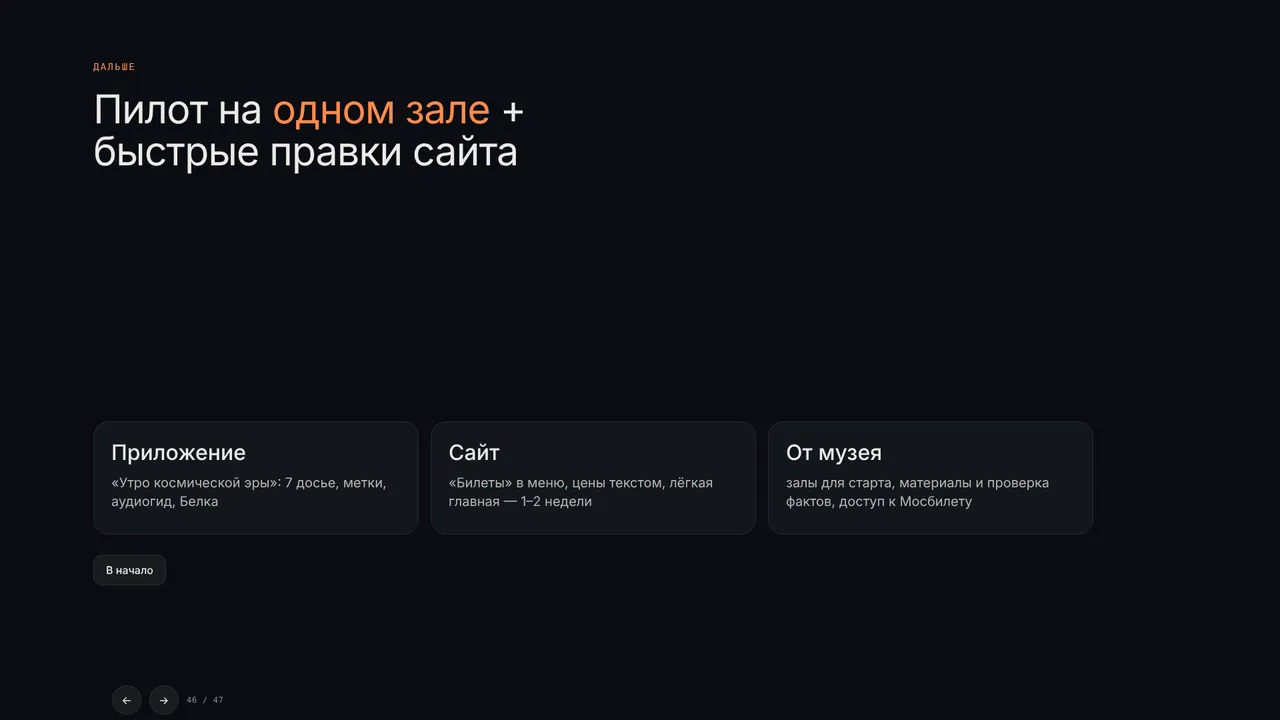 ДАЛЬШЕ
Пилот на одном зале +
быстрые правки сайта
Приложение
«Утро космической эры»: 7 досье, метки,
аудиогид, Белка
Сайт
«Билеты» в меню, цены текстом, лёгкая
главная — 1–2 недели
От музея
залы для старта, материалы и проверка
фактов, доступ к Мосбилету
В начало
← → 46 / 47